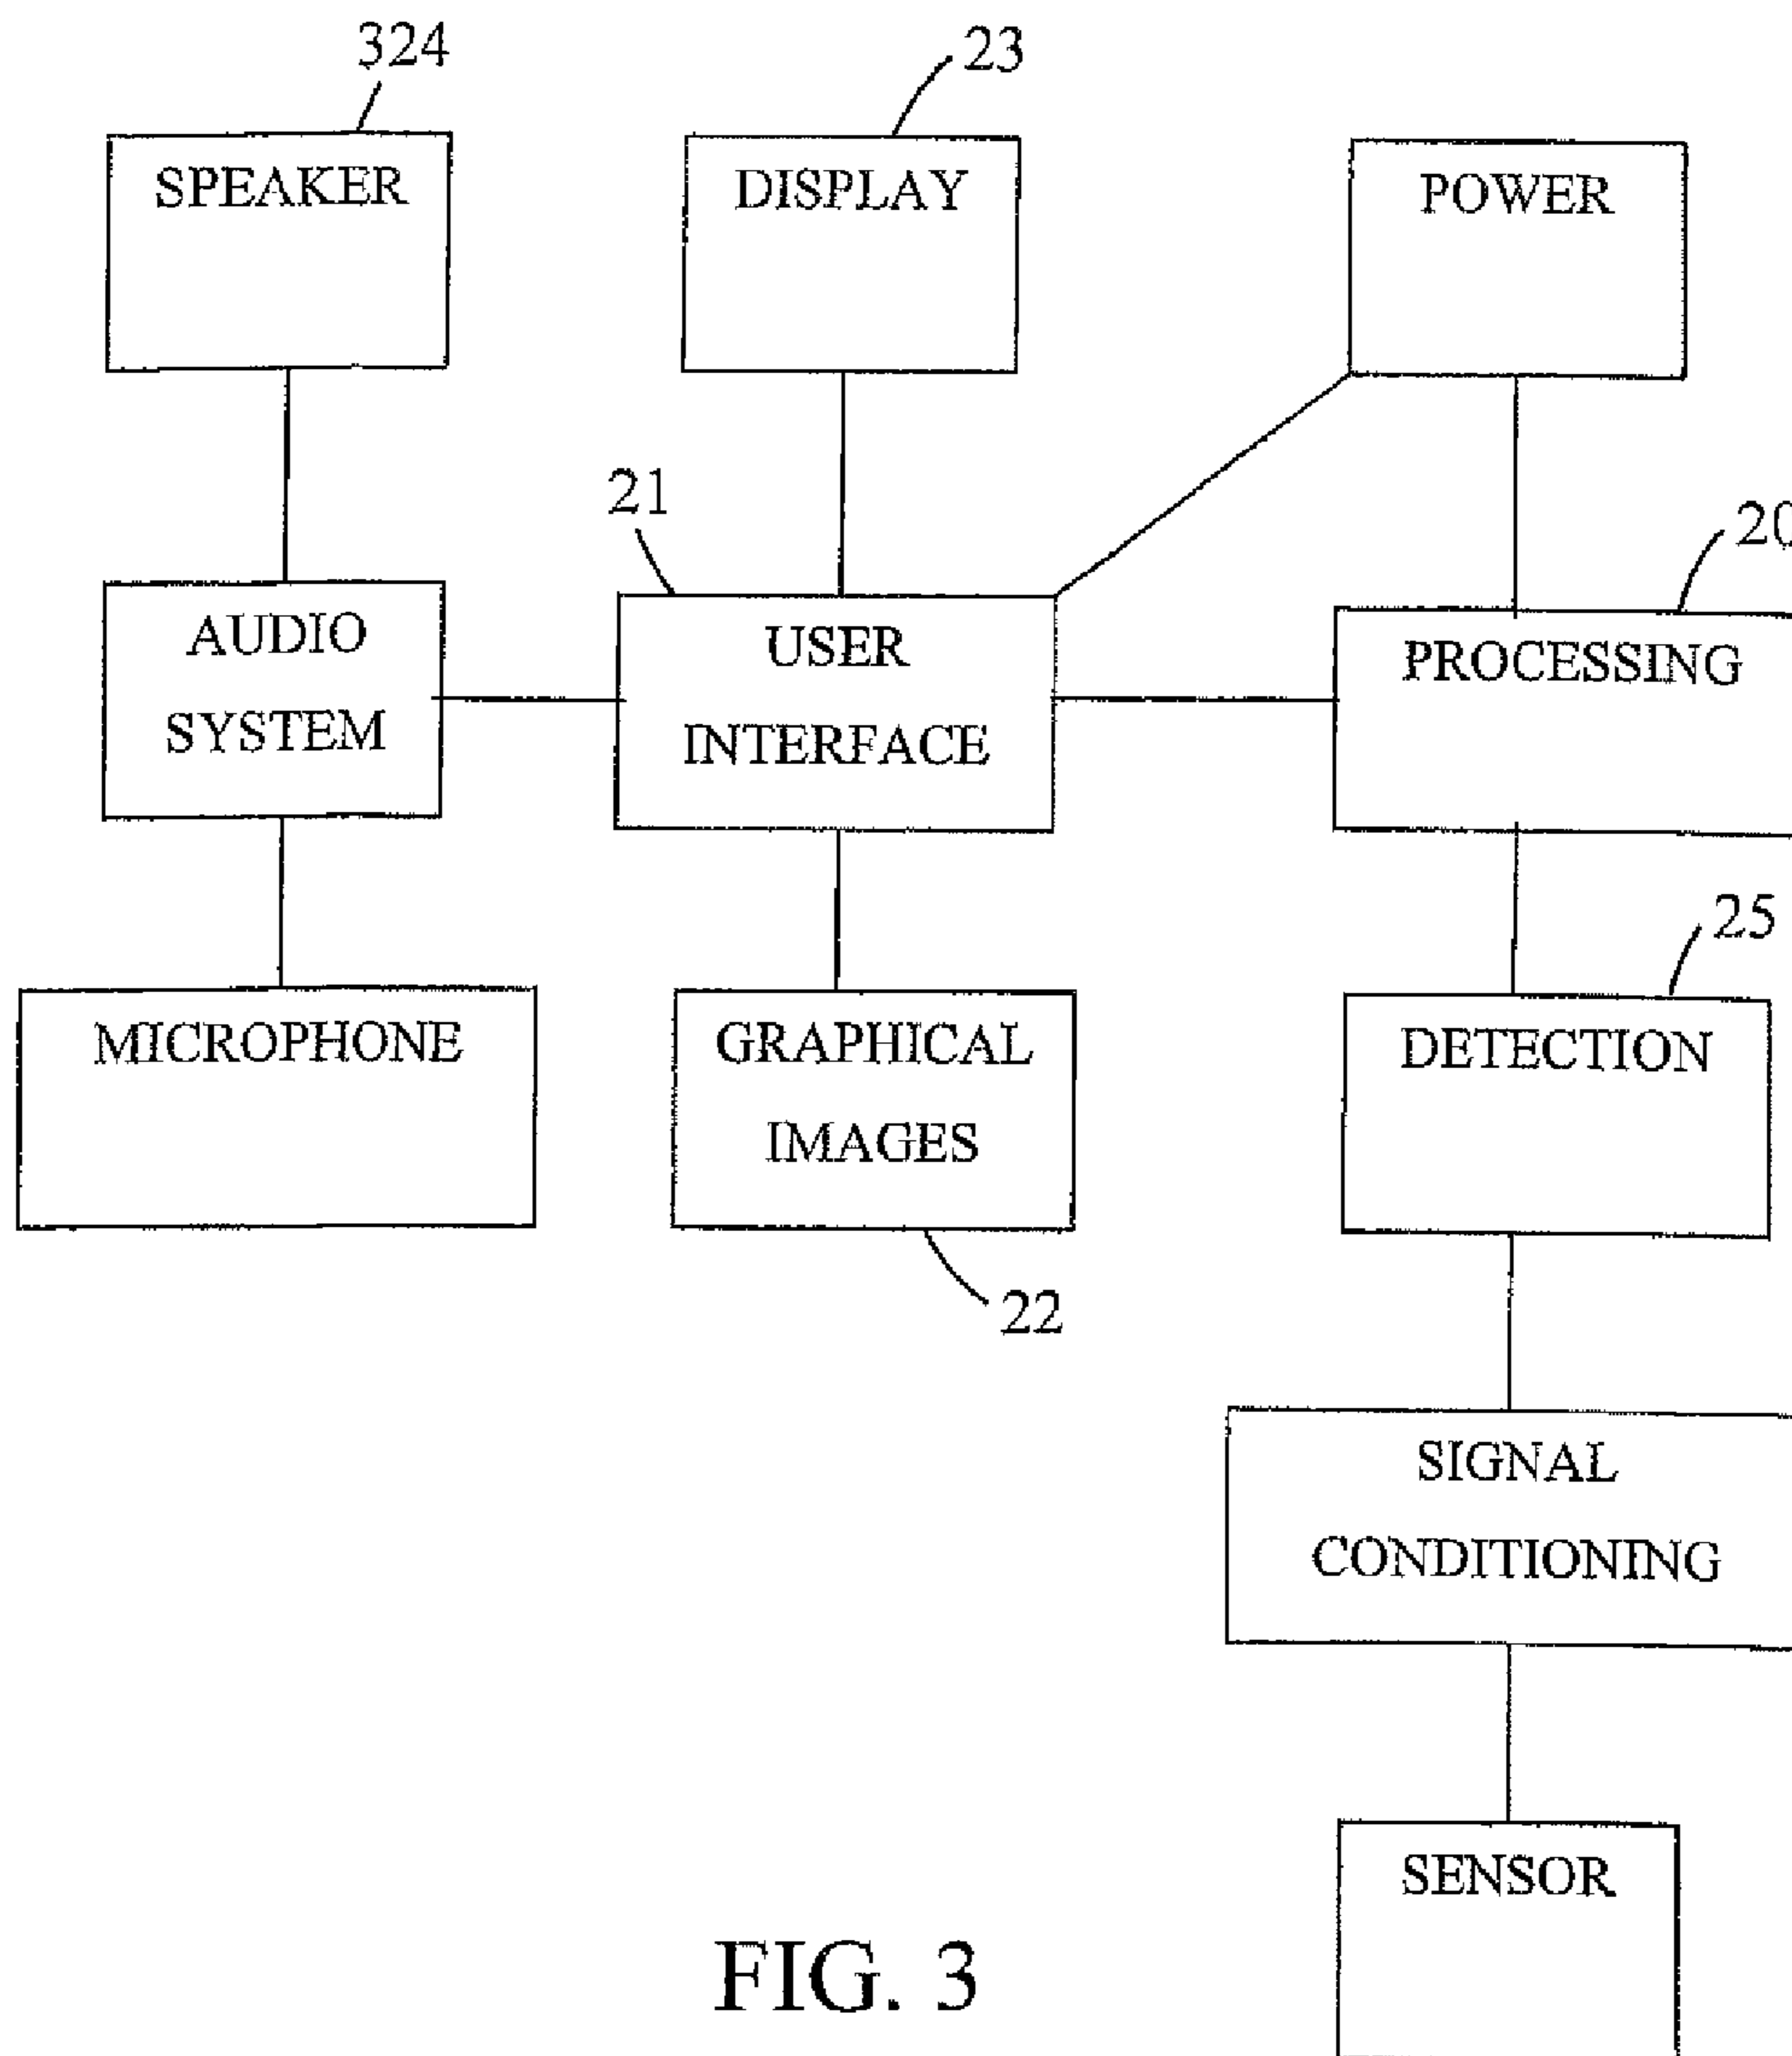 324
23
SPEAKER
DISPLAY
POWER
21
20
AUDIO
SYSTEM
USER
INTERFACE
PROCESSING
25
MICROPHONE
GRAPHICAL
IMAGES
DETECTION
22
SIGNAL
CONDITIONING
SENSOR
FIG. 3